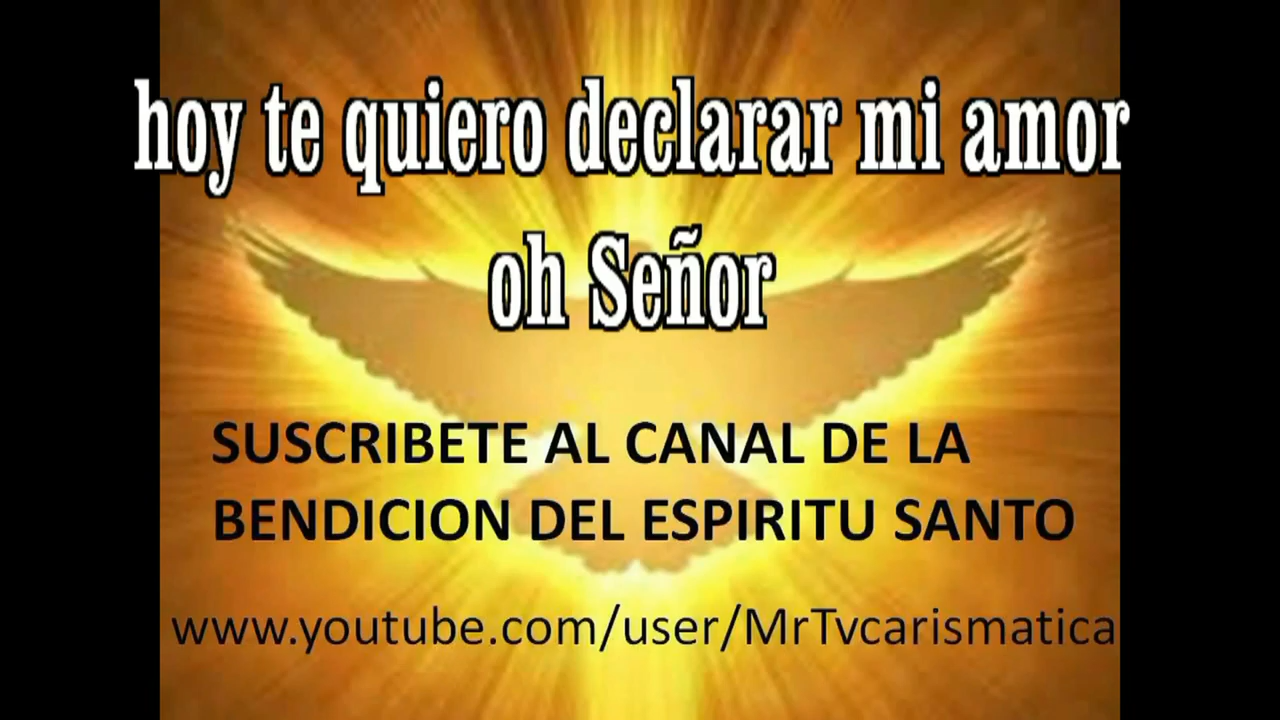 hoy te quiero declarar mi amor
oh Señor
SUSCRIBETE AL CANAL DE LA
BENDICION DEL ESPIRITU SANTO
www.youtube.com/user/MrTvcarismatica